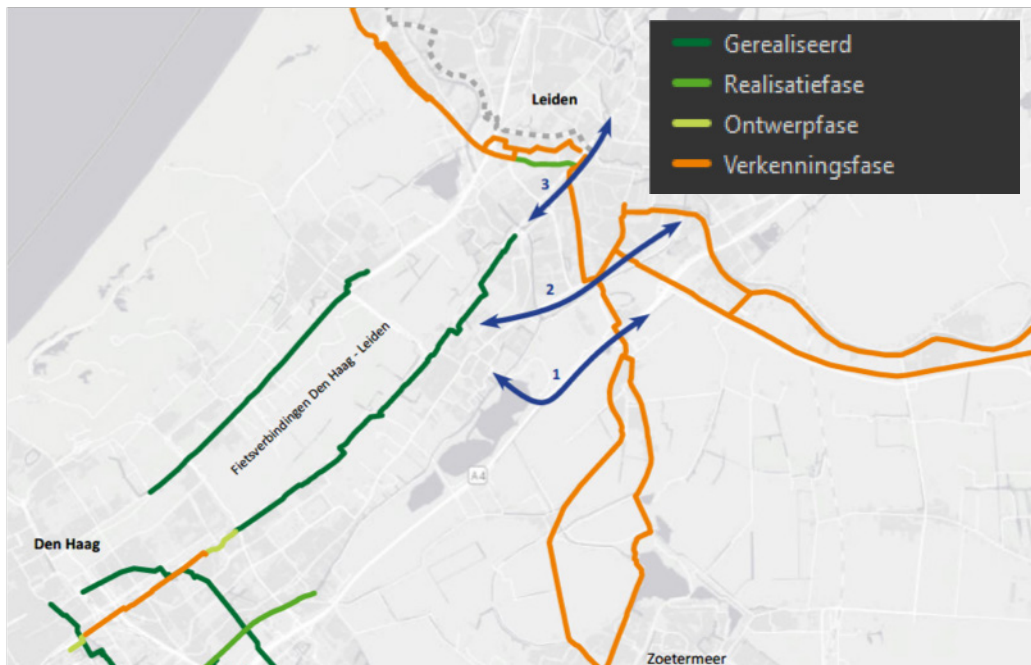 Leiden
Gerealiseerd
Realisatiefase
Ontwerpfase
Verkenningsfase
3
2
1
Fietsverbindingen Den Haag - Leiden
A4
Den Haag
Zoetermeer